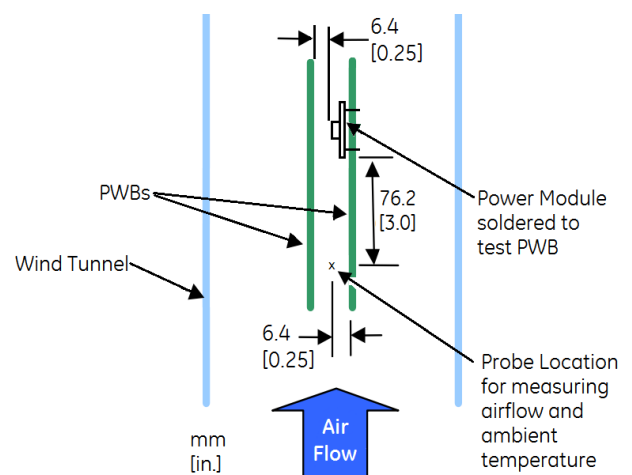 6.4
[0.25]
PWBs
76.2
[3.0]
Power Module
soldered to
test PWB
Wind Tunnel
x
6.4
[0.25]
Probe Location
for measuring
airflow and
ambient
temperature
Air
Flow
mm
[in.]